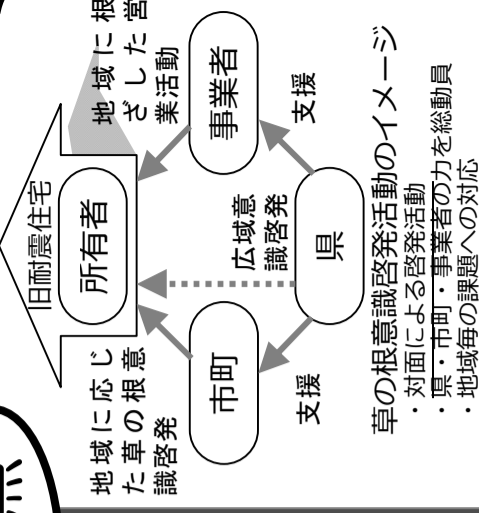 旧耐震住宅
所有者
地域に応じ
た草の根意
識啓発
地域に根
ざした営
業活動
広域意
識啓発
市町
事業者
県
支援
支援
草の根意識啓発活動のイメージ
・対面による啓発活動
・県・市町・事業者の力を総動員
・地域毎の課題への対応